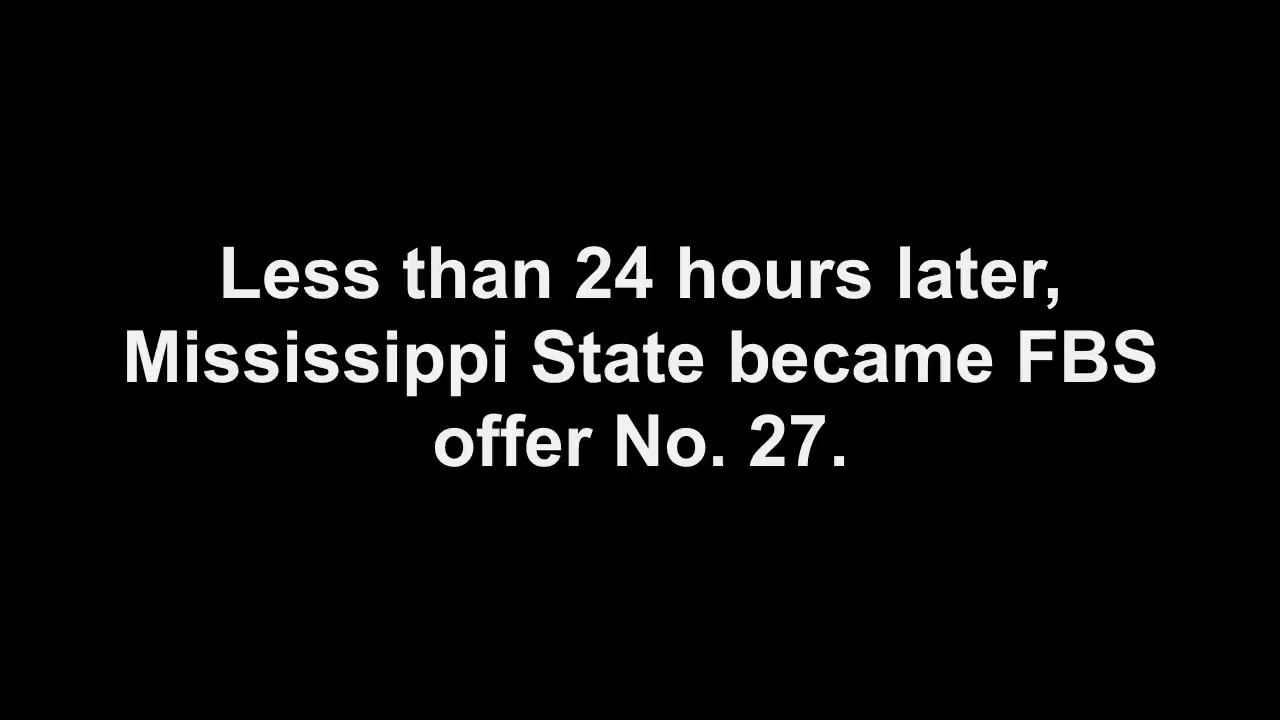 Less than 24 hours later,
Mississippi State became FBS
offer No. 27.